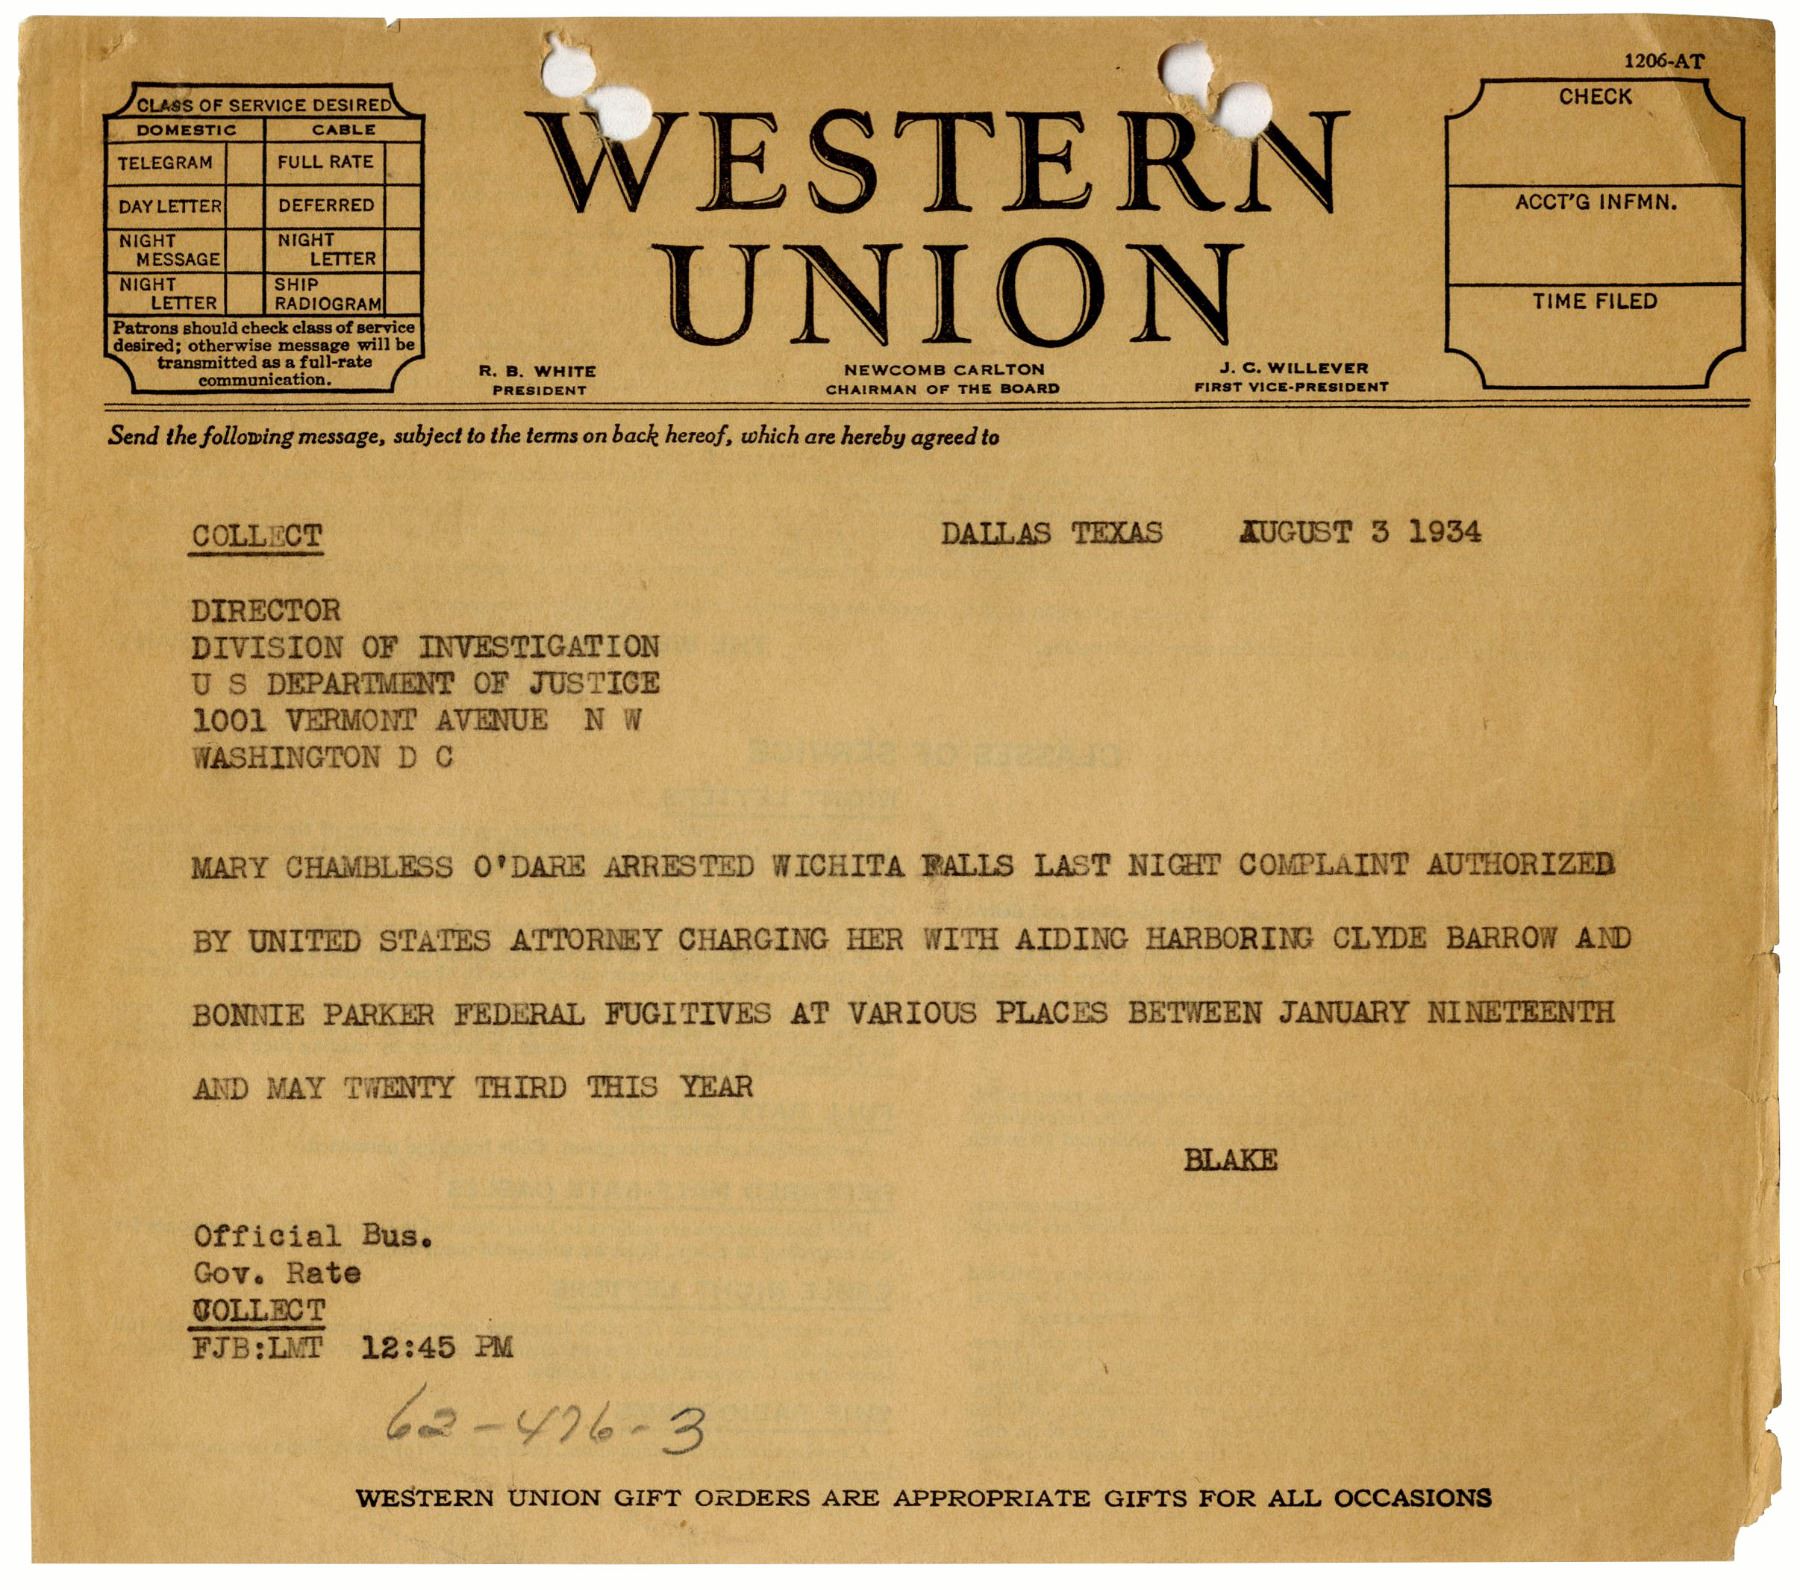 1206-AT
CLASS OF SERVICE DESIRED
DOMESTIC CABLE
TELEGRAM FULL RATE
DAY LETTER DEFERRED
NIGHT MESSAGE NIGHT LETTER
NIGHT LETTER SHIP RADIOGRAM
Patrons should check class of service
desired; otherwise message will be
transmitted as a full-rate
communication.
WESTERN
UNION
R. B. WHITE
PRESIDENT
NEWCOMB CARLTON
CHAIRMAN OF THE BOARD
J. C. WILLEVER
FIRST VICE-PRESIDENT
CHECK
ACCT'G INFMN.
TIME FILED
Send the following message, subject to the terms on back hereof, which are hereby agreed to
COLLECT DALLAS TEXAS AUGUST 3 1934
DIRECTOR
DIVISION OF INVESTIGATION
U S DEPARTMENT OF JUSTICE
1001 VERMONT AVENUE N W
WASHINGTON D C
MARY CHAMBLESS O'DARE ARRESTED WICHITA FALLS LAST NIGHT COMPLAINT AUTHORIZED
BY UNITED STATES ATTORNEY CHARGING HER WITH AIDING HARBORING CLYDE BARROW AND
BONNIE PARKER FEDERAL FUGITIVES AT VARIOUS PLACES BETWEEN JANUARY NINETEENTH
AND MAY TWENTY THIRD THIS YEAR
BLAKE
Official Bus.
Gov. Rate
COLLECT
FJB:LMT 12:45 PM
62-476-3
WESTERN UNION GIFT ORDERS ARE APPROPRIATE GIFTS FOR ALL OCCASIONS